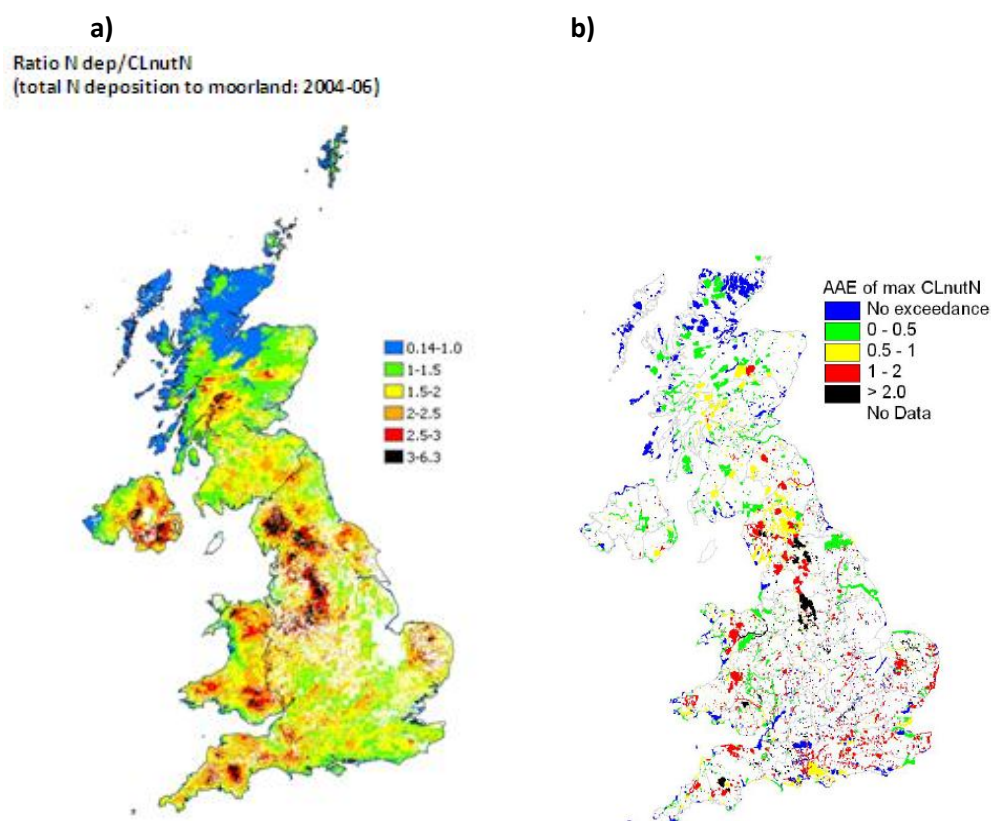 a)
b)
Ratio N dep/CLnutN
(total N deposition to moorland: 2004-06)
0.14-1.0
1-1.5
1.5-2
2-2.5
2.5-3
3-6.3
AAE of max CLnutN
No exceedance
0 - 0.5
0.5 - 1
1 - 2
> 2.0
No Data